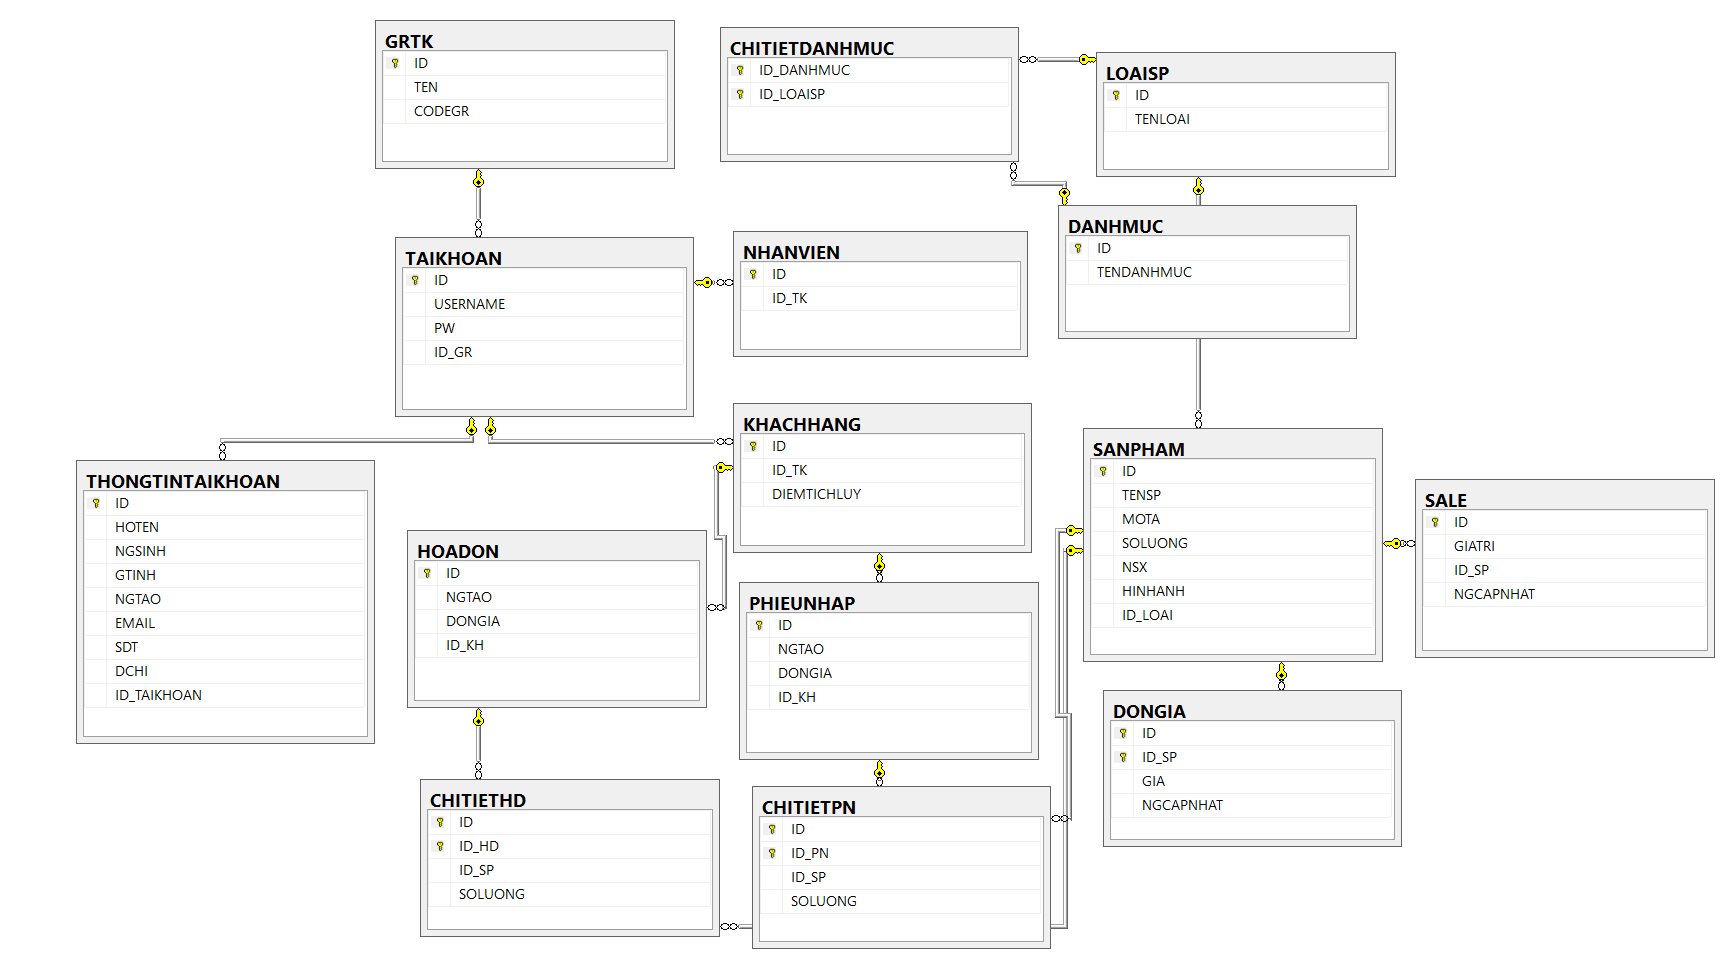 GRTK
ID
TEN
CODEGR
CHITIETDANHMUC
ID_DANHMUC
ID_LOAISP
LOAISP
ID
TENLOAI
DANHMUC
ID
TENDANHMUC
TAIKHOAN
ID
USERNAME
PW
ID_GR
NHANVIEN
ID
ID_TK
KHACHHANG
ID
ID_TK
DIEMTICHLUY
SANPHAM
ID
TENSP
MOTA
SOLUONG
NSX
HINHANH
ID_LOAI
SALE
ID
GIATRI
ID_SP
NGCAPNHAT
THONGTINTAIKHOAN
ID
HOTEN
NGSINH
GTINH
NGTAO
EMAIL
SDT
DCHI
ID_TAIKHOAN
HOADON
ID
NGTAO
DONGIA
ID_KH
PHIEUNHAP
ID
NGTAO
DONGIA
ID_KH
DONGIA
ID
ID_SP
GIA
NGCAPNHAT
CHITIETHD
ID
ID_HD
ID_SP
SOLUONG
CHITIETPN
ID
ID_PN
ID_SP
SOLUONG